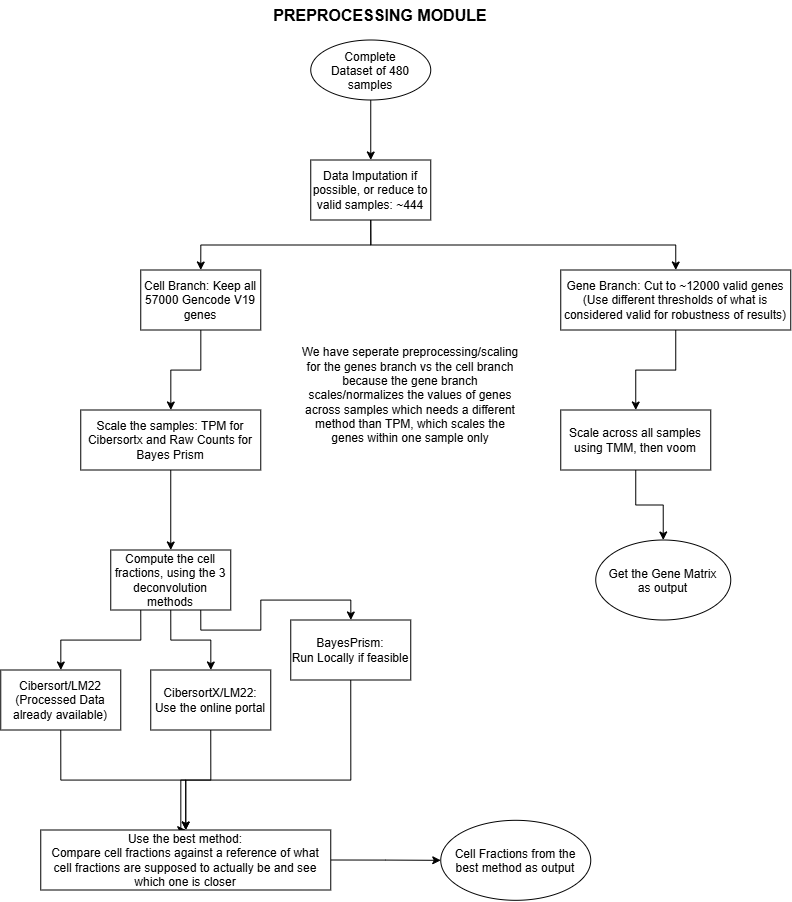 PREPROCESSING MODULE
Complete
Dataset of 480
samples
Data Imputation if
possible, or reduce to
valid samples: ~444
Cell Branch: Keep all
57000 Gencode V19
genes
Gene Branch: Cut to ~12000 valid genes
(Use different thresholds of what is
considered valid for robustness of results)
We have seperate preprocessing/scaling
for the genes branch vs the cell branch
because the gene branch
scales/normalizes the values of genes
across samples which needs a different
method than TPM, which scales the
genes within one sample only
Scale the samples: TPM for
Cibersortx and Raw Counts for
Bayes Prism
Scale across all samples
using TMM, then voom
Compute the cell
fractions, using the 3
deconvolution
methods
Get the Gene Matrix
as output
BayesPrism:
Run Locally if feasible
Cibersort/LM22
(Processed Data
already available)
CibersortX/LM22:
Use the online portal
Use the best method:
Compare cell fractions against a reference of what
cell fractions are supposed to actually be and see
which one is closer
Cell Fractions from the
best method as output